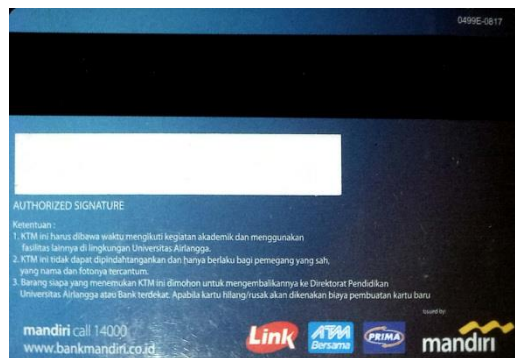 0499E-0817
AUTHORIZED SIGNATURE
Ketentuan :
1. KTM ini harus dibawa waktu mengikuti kegiatan akademik dan menggunakan
fasilitas lainnya di lingkungan Universitas Airlangga.
2. KTM ini tidak dapat dipindahtangankan dan hanya berlaku bagi pemegang yang sah,
yang nama dan fotonya tercantum.
3. Barang siapa yang menemukan KTM ini dimohon untuk mengembalikannya ke Direktorat Pendidikan
Universitas Airlangga atau Bank terdekat. Apabila kartu hilang/rusak akan dikenakan biaya pembuatan kartu baru
issued by:
mandiri call 14000
www.bankmandiri.co.id
Link
ATM
Bersama
PRIMA
mandırı